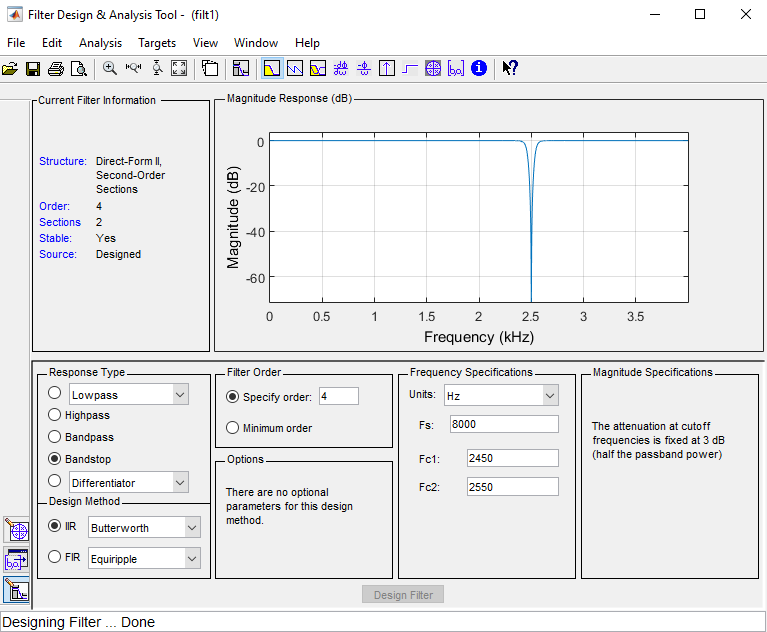 Filter Design & Analysis Tool - (filt1)
File Edit Analysis Targets View Window Help
Current Filter Information
Structure: Direct-Form II,
Second-Order
Sections
Order: 4
Sections 2
Stable: Yes
Source: Designed
Magnitude Response (dB)
0
-20
-40
-60
Magnitude (dB)
0 0.5 1 1.5 2 2.5 3 3.5
Frequency (kHz)
Response Type
Lowpass
Highpass
Bandpass
Bandstop
Differentiator
Design Method
IIR Butterworth
FIR Equiripple
Filter Order
Specify order: 4
Minimum order
Options
There are no optional
parameters for this design
method.
Frequency Specifications
Units: Hz
Fs: 8000
Fc1: 2450
Fc2: 2550
Magnitude Specifications
The attenuation at cutoff
frequencies is fixed at 3 dB
(half the passband power)
Design Filter
Designing Filter ... Done